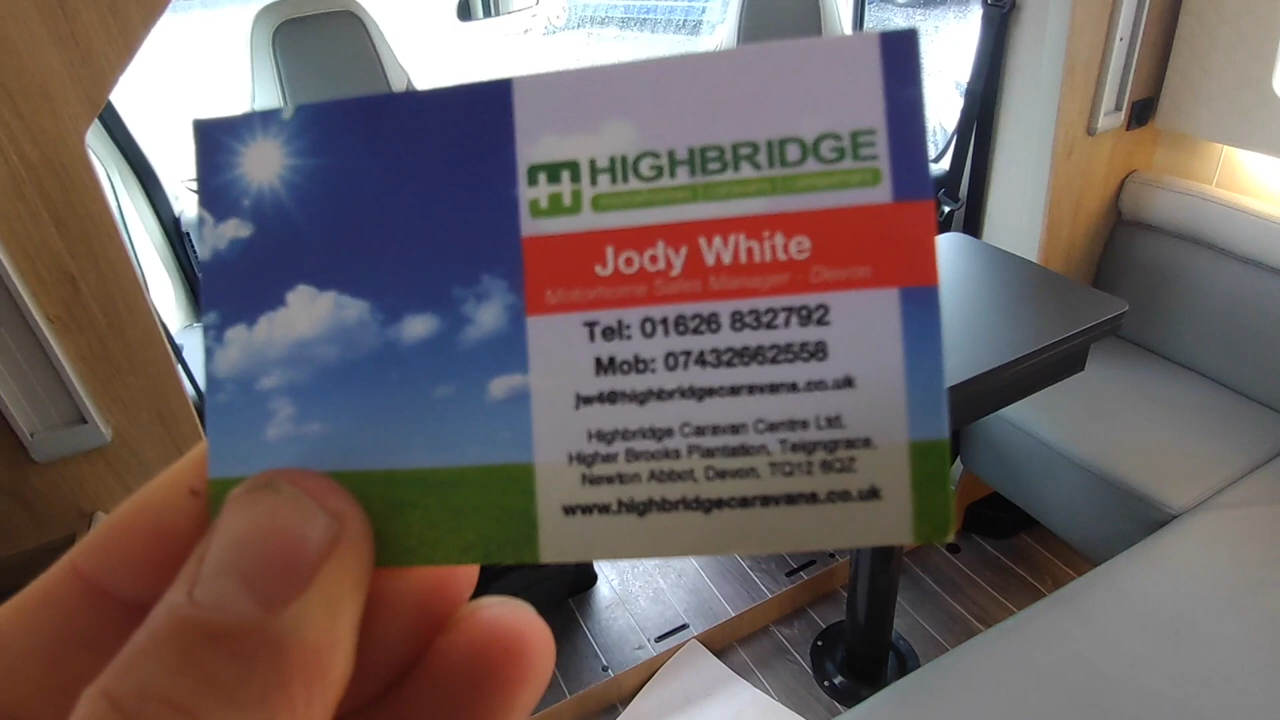 HIGHBRIDGE
Jody White
Motorhome Sales Manager - Devon
Tel: 01626 832792
Mob: 07432662558
jw4@highbridgecaravans.co.uk
Highbridge Caravan Centre Ltd.
Higher Brooks Plantation, Teigngrace,
Newton Abbot, Devon, TQ12 6QZ
www.highbridgecaravans.co.uk